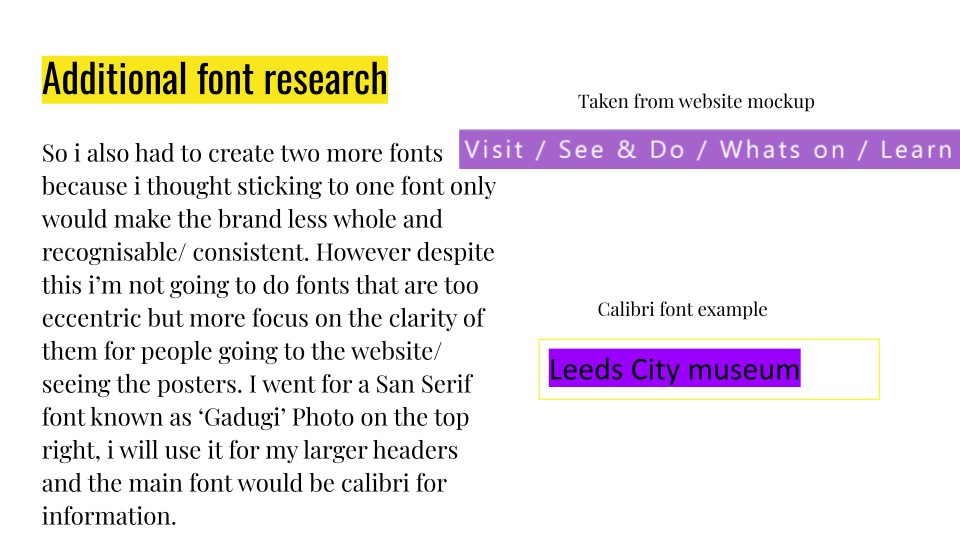 Additional font research
So i also had to create two more fonts
because i thought sticking to one font only
would make the brand less whole and
recognisable/ consistent. However despite
this i’m not going to do fonts that are too
eccentric but more focus on the clarity of
them for people going to the website/
seeing the posters. I went for a San Serif
font known as ‘Gadugi’ Photo on the top
right, i will use it for my larger headers
and the main font would be calibri for
information.
Taken from website mockup
Visit / See & Do / Whats on / Learn
Calibri font example
Leeds City museum